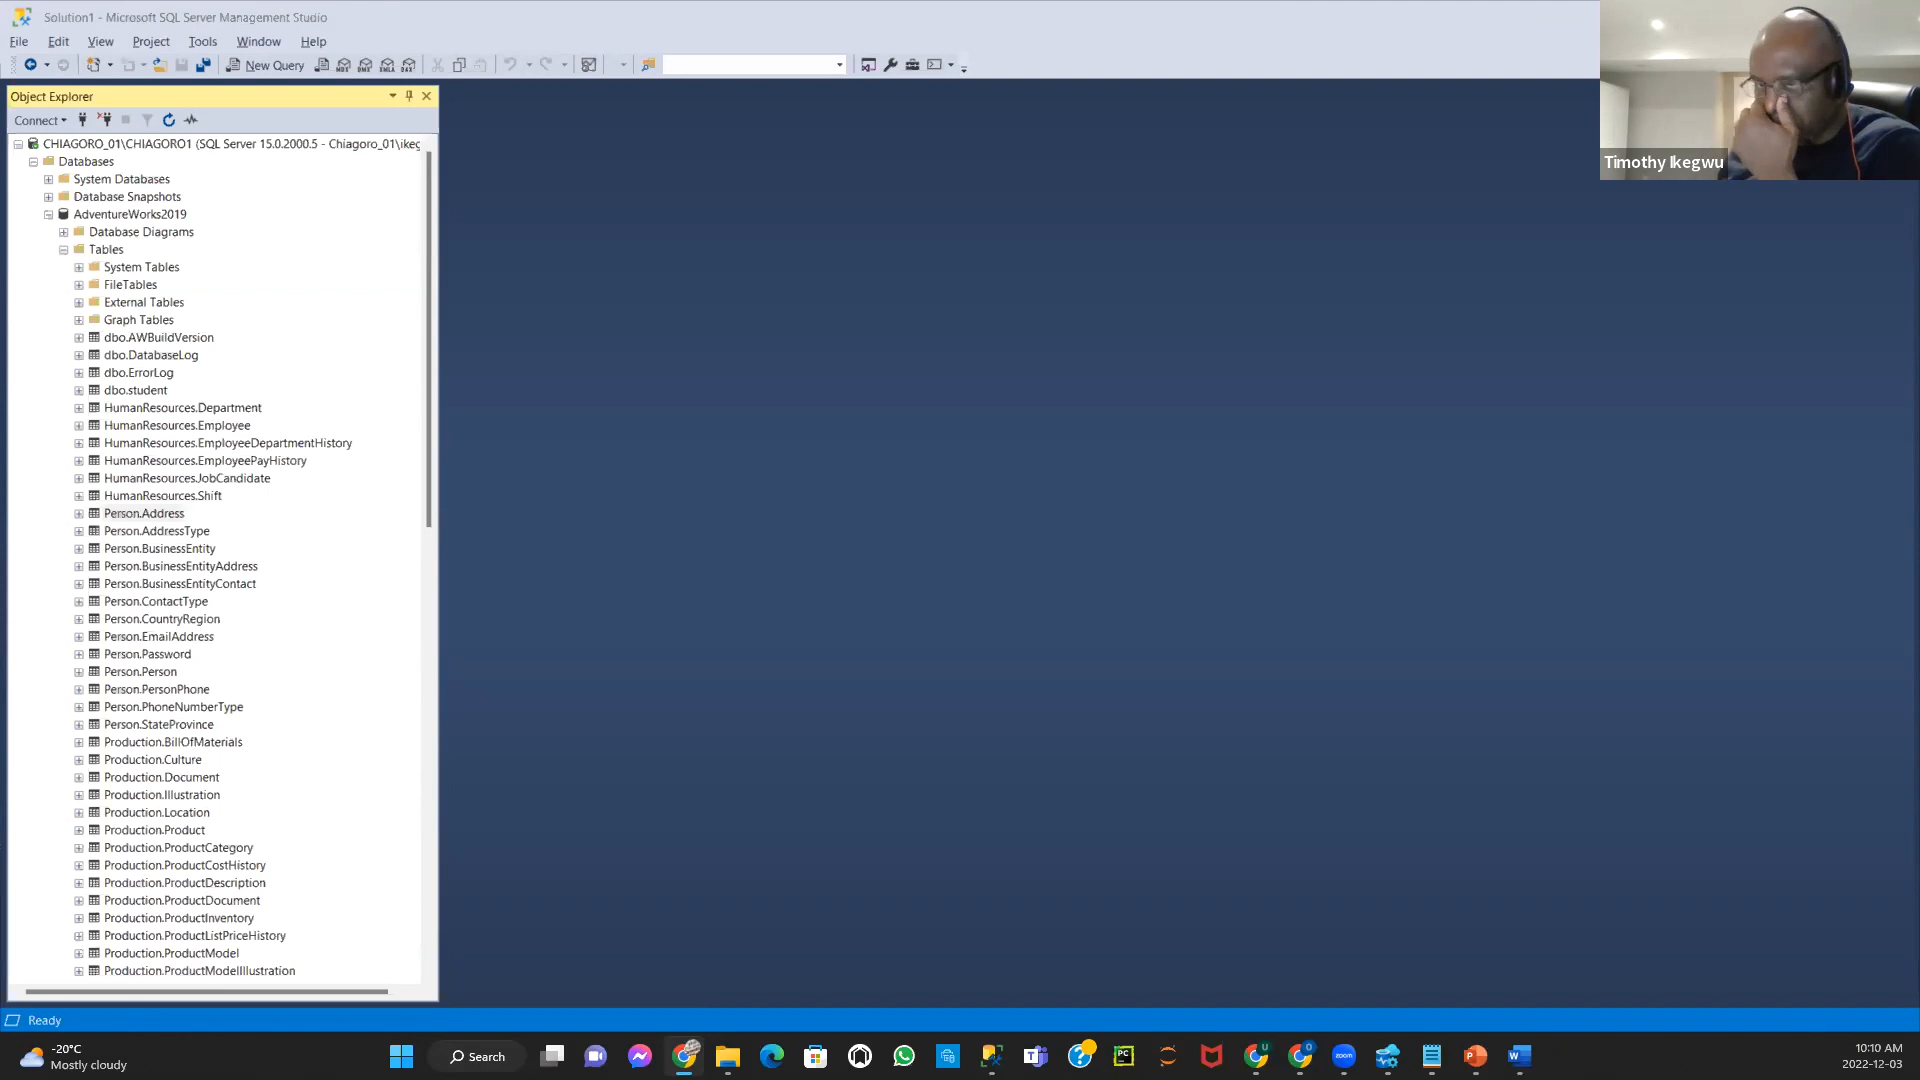 Solution1 - Microsoft SQL Server Management Studio
File Edit View Project Tools Window Help
New Query
Object Explorer
Connect
CHIAGORO_01\CHIAGORO1 (SQL Server 15.0.2000.5 - Chiagoro_01\ikeg
Databases
System Databases
Database Snapshots
AdventureWorks2019
Database Diagrams
Tables
System Tables
FileTables
External Tables
Graph Tables
dbo.AWBuildVersion
dbo.DatabaseLog
dbo.ErrorLog
dbo.student
HumanResources.Department
HumanResources.Employee
HumanResources.EmployeeDepartmentHistory
HumanResources.EmployeePayHistory
HumanResources.JobCandidate
HumanResources.Shift
Person.Address
Person.AddressType
Person.BusinessEntity
Person.BusinessEntityAddress
Person.BusinessEntityContact
Person.ContactType
Person.CountryRegion
Person.EmailAddress
Person.Password
Person.Person
Person.PersonPhone
Person.PhoneNumberType
Person.StateProvince
Production.BillOfMaterials
Production.Culture
Production.Document
Production.Illustration
Production.Location
Production.Product
Production.ProductCategory
Production.ProductCostHistory
Production.ProductDescription
Production.ProductDocument
Production.ProductInventory
Production.ProductListPriceHistory
Production.ProductModel
Production.ProductModelIllustration
Timothy Ikegwu
Ready
-20°C
Mostly cloudy
Search
10:10 AM
2022-12-03